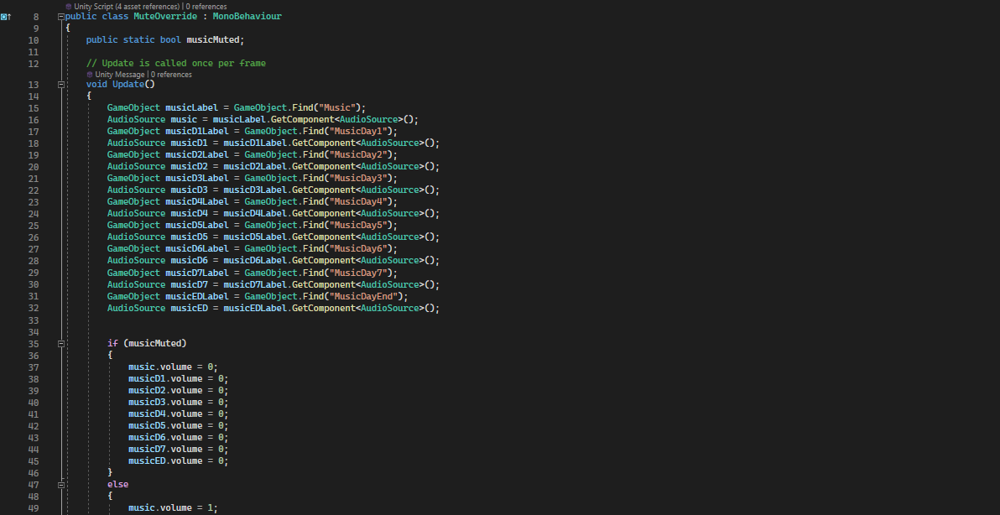 Unity Script (4 asset references) | 0 references
8 public class MuteOverride : MonoBehaviour
9 {
10 public static bool musicMuted;
11
12 // Update is called once per frame
Unity Message | 0 references
13 void Update()
14 {
15 GameObject musicLabel = GameObject.Find("Music");
16 AudioSource music = musicLabel.GetComponent<AudioSource>();
17 GameObject musicD1Label = GameObject.Find("MusicDay1");
18 AudioSource musicD1 = musicD1Label.GetComponent<AudioSource>();
19 GameObject musicD2Label = GameObject.Find("MusicDay2");
20 AudioSource musicD2 = musicD2Label.GetComponent<AudioSource>();
21 GameObject musicD3Label = GameObject.Find("MusicDay3");
22 AudioSource musicD3 = musicD3Label.GetComponent<AudioSource>();
23 GameObject musicD4Label = GameObject.Find("MusicDay4");
24 AudioSource musicD4 = musicD4Label.GetComponent<AudioSource>();
25 GameObject musicD5Label = GameObject.Find("MusicDay5");
26 AudioSource musicD5 = musicD5Label.GetComponent<AudioSource>();
27 GameObject musicD6Label = GameObject.Find("MusicDay6");
28 AudioSource musicD6 = musicD6Label.GetComponent<AudioSource>();
29 GameObject musicD7Label = GameObject.Find("MusicDay7");
30 AudioSource musicD7 = musicD7Label.GetComponent<AudioSource>();
31 GameObject musicEDLabel = GameObject.Find("MusicDayEnd");
32 AudioSource musicED = musicEDLabel.GetComponent<AudioSource>();
33
34
35 if (musicMuted)
36 {
37 music.volume = 0;
38 musicD1.volume = 0;
39 musicD2.volume = 0;
40 musicD3.volume = 0;
41 musicD4.volume = 0;
42 musicD5.volume = 0;
43 musicD6.volume = 0;
44 musicD7.volume = 0;
45 musicED.volume = 0;
46 }
47 else
48 {
49 music.volume = 1;